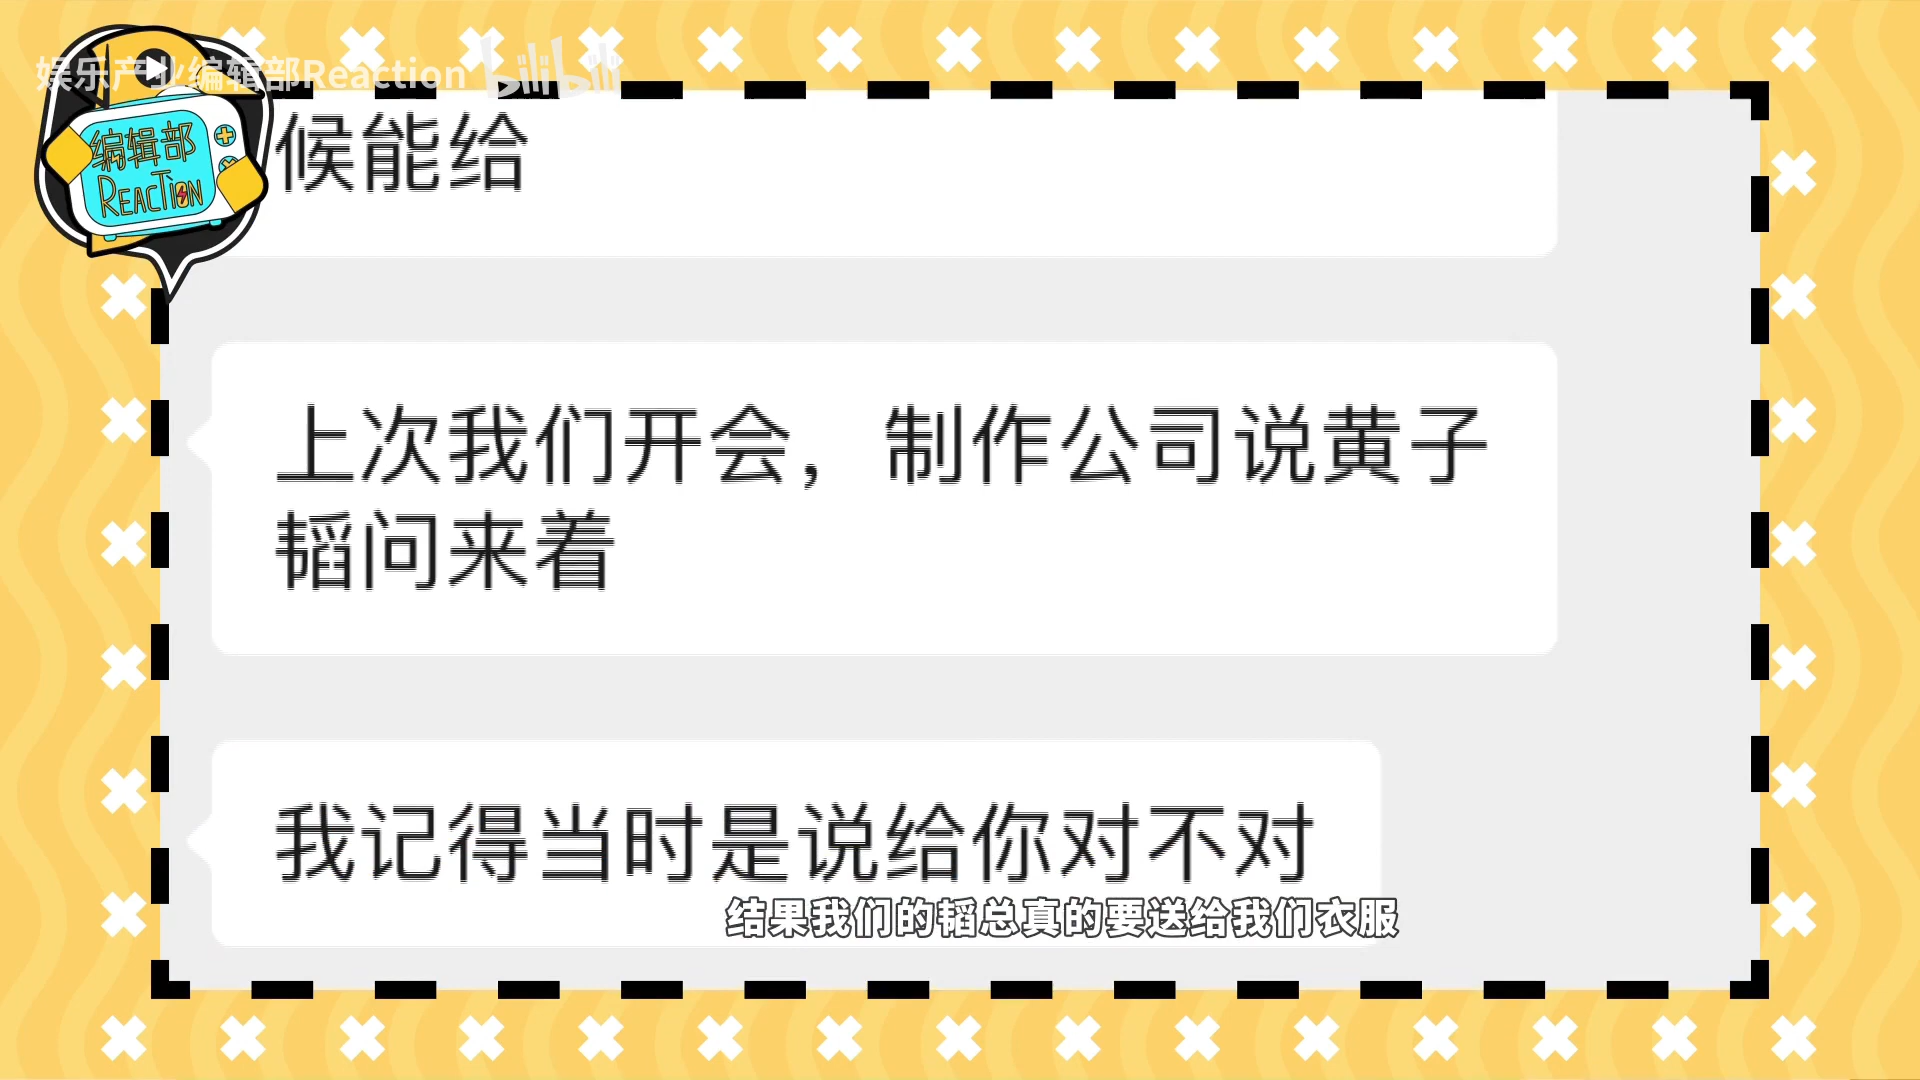 娱乐产业编辑部Reaction bilibili
编辑部
REACTION
候能给
上次我们开会，制作公司说黄子
韬问来着
我记得当时是说给你对不对
结果我们的韬总真的要送给我们衣服